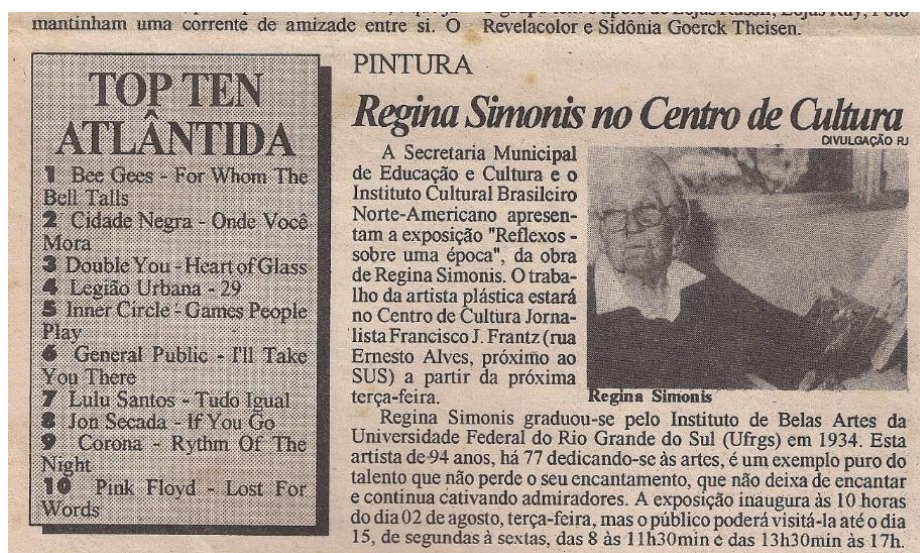 mantinham uma corrente de amizade entre si. O
Revelacolor e Sidônia Goerck Theisen.
TOP TEN
ATLÂNTIDA
1 Bee Gees - For Whom The
Bell Talls
2 Cidade Negra - Onde Você
Mora
3 Double You - Heart of Glass
4 Legião Urbana - 29
5 Inner Circle - Games People
Play
6 General Public - I'll Take
You There
7 Lulu Santos - Tudo Igual
8 Jon Secada - If You Go
9 Corona - Rythm Of The
Night
10 Pink Floyd - Lost For
Words
PINTURA
Regina Simonis no Centro de Cultura
DIVULGAÇÃO RJ
A Secretaria Municipal
de Educação e Cultura e o
Instituto Cultural Brasileiro
Norte-Americano apresen-
tam a exposição "Reflexos -
sobre uma época", da obra
de Regina Simonis. O traba-
lho da artista plástica estará
no Centro de Cultura Jorna-
lista Francisco J. Frantz (rua
Ernesto Alves, próximo ao
SUS) a partir da próxima
terça-feira.
Regina Simonis
Regina Simonis graduou-se pelo Instituto de Belas Artes da
Universidade Federal do Rio Grande do Sul (Ufrgs) em 1934. Esta
artista de 94 anos, há 77 dedicando-se às artes, é um exemplo puro do
talento que não perde o seu encantamento, que não deixa de encantar
e continua cativando admiradores. A exposição inaugura às 10 horas
do dia 02 de agosto, terça-feira, mas o público poderá visitá-la até o dia
15, de segundas à sextas, das 8 às 11h30min e das 13h30min às 17h.